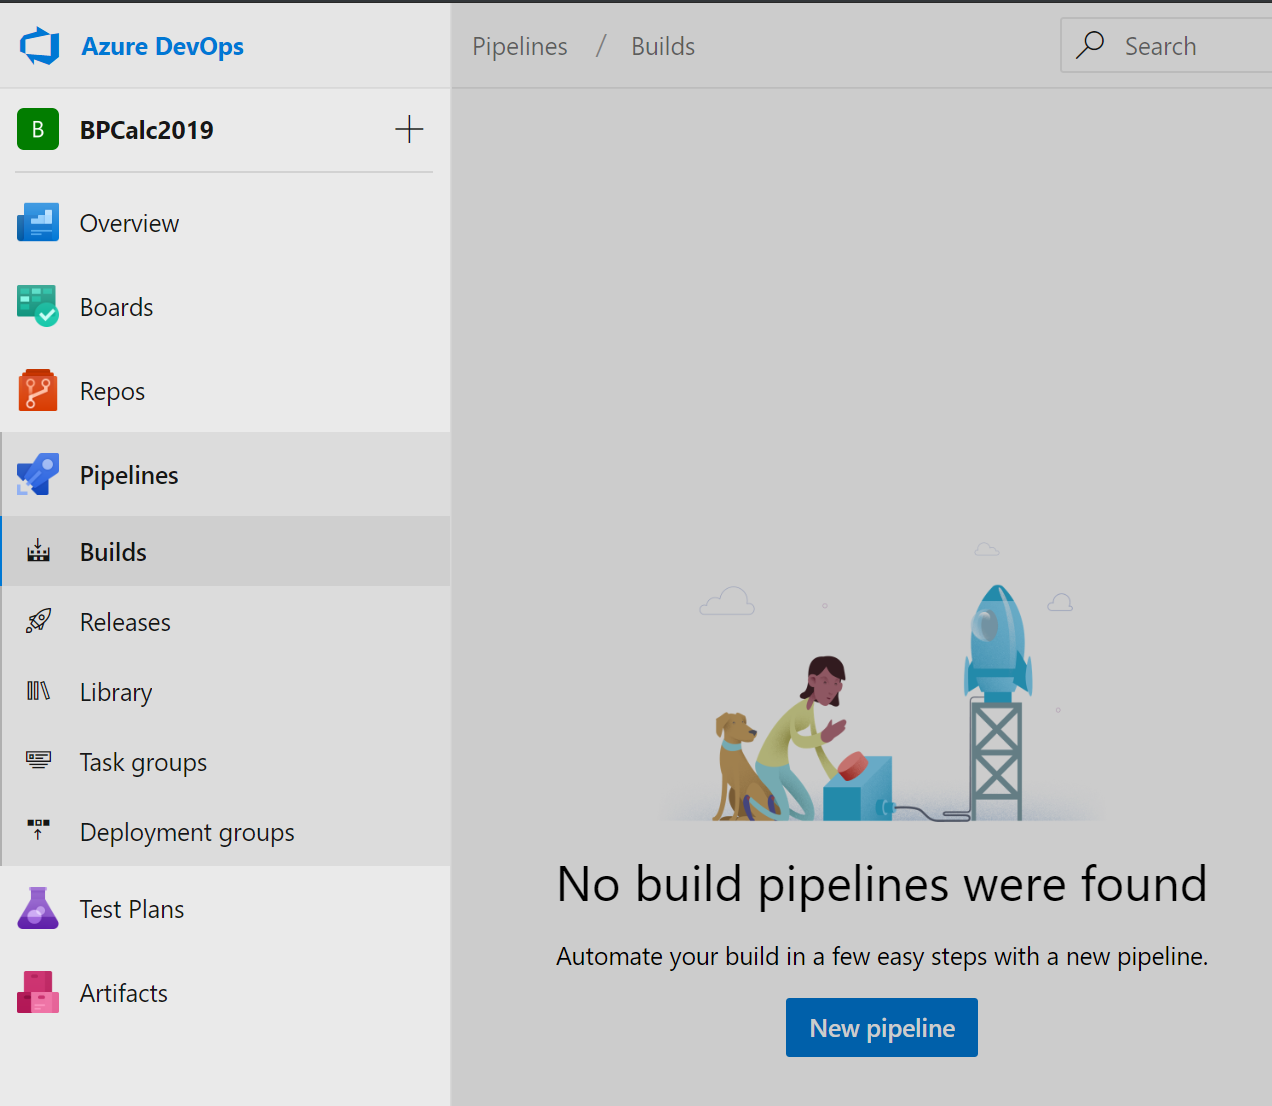 Azure DevOps
Pipelines / Builds
Search
B BPCalc2019
Overview
Boards
Repos
Pipelines
Builds
Releases
Library
Task groups
Deployment groups
Test Plans
Artifacts
No build pipelines were found
Automate your build in a few easy steps with a new pipeline.
New pipeline